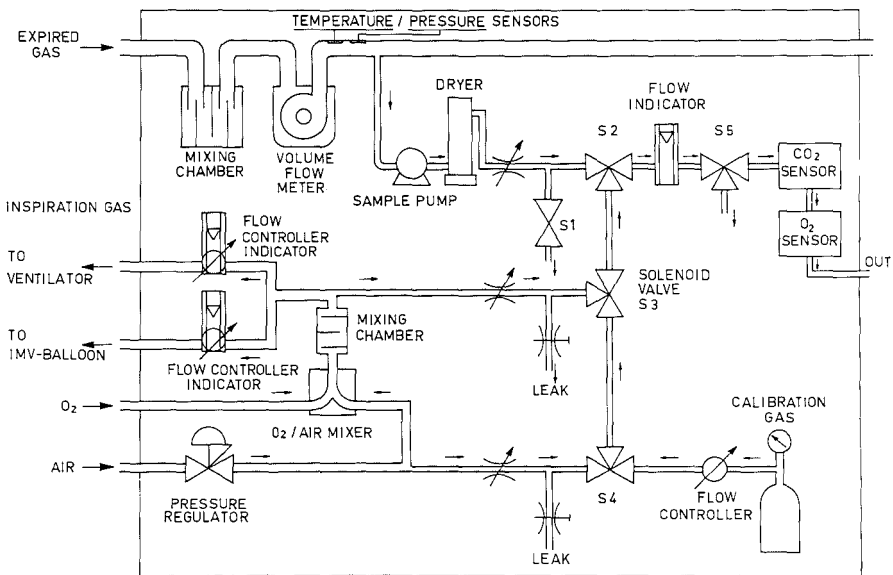 TEMPERATURE / PRESSURE SENSORS
EXPIRED
GAS
MIXING
CHAMBER
VOLUME
FLOW
METER
DRYER
SAMPLE PUMP
FLOW
INDICATOR
S2
S5
S1
CO2
SENSOR
O2
SENSOR
OUT
INSPIRATION GAS
FLOW
CONTROLLER
INDICATOR
TO
VENTILATOR
SOLENOID
VALVE
S3
MIXING
CHAMBER
TO
IMV-BALLOON
FLOW CONTROLLER
INDICATOR
LEAK
O2
O2 / AIR MIXER
CALIBRATION
GAS
AIR
PRESSURE
REGULATOR
S4
FLOW
CONTROLLER
LEAK